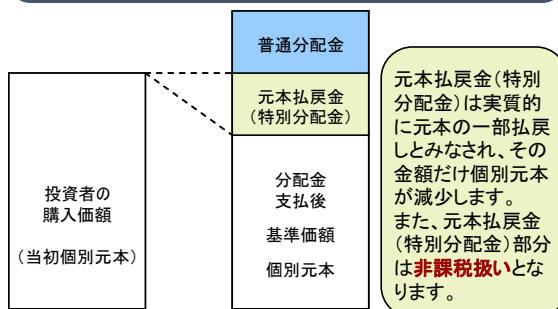 普通分配金
元本払戻金
（特別分配金）
投資者の
購入価額
（当初個別元本）
分配金
支払後
基準価額
個別元本
元本払戻金（特別
分配金）は実質的
に元本の一部払戻
しとみなされ、その
金額だけ個別元本
が減少します。
また、元本払戻金
（特別分配金）部分
は非課税扱いとな
ります。